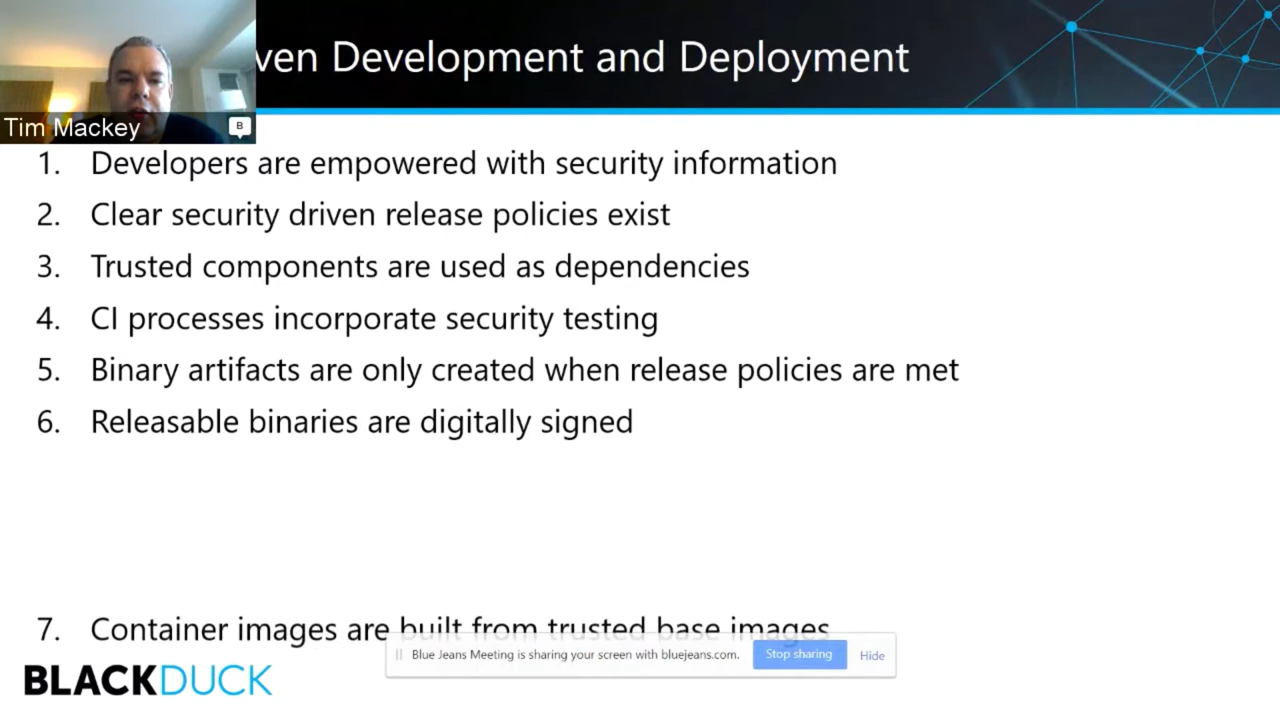 ven Development and Deployment
Tim Mackey
B
1. Developers are empowered with security information
2. Clear security driven release policies exist
3. Trusted components are used as dependencies
4. CI processes incorporate security testing
5. Binary artifacts are only created when release policies are met
6. Releasable binaries are digitally signed
7. Container images are built from trusted base images
Blue Jeans Meeting is sharing your screen with bluejeans.com. Stop sharing Hide
BLACKDUCK